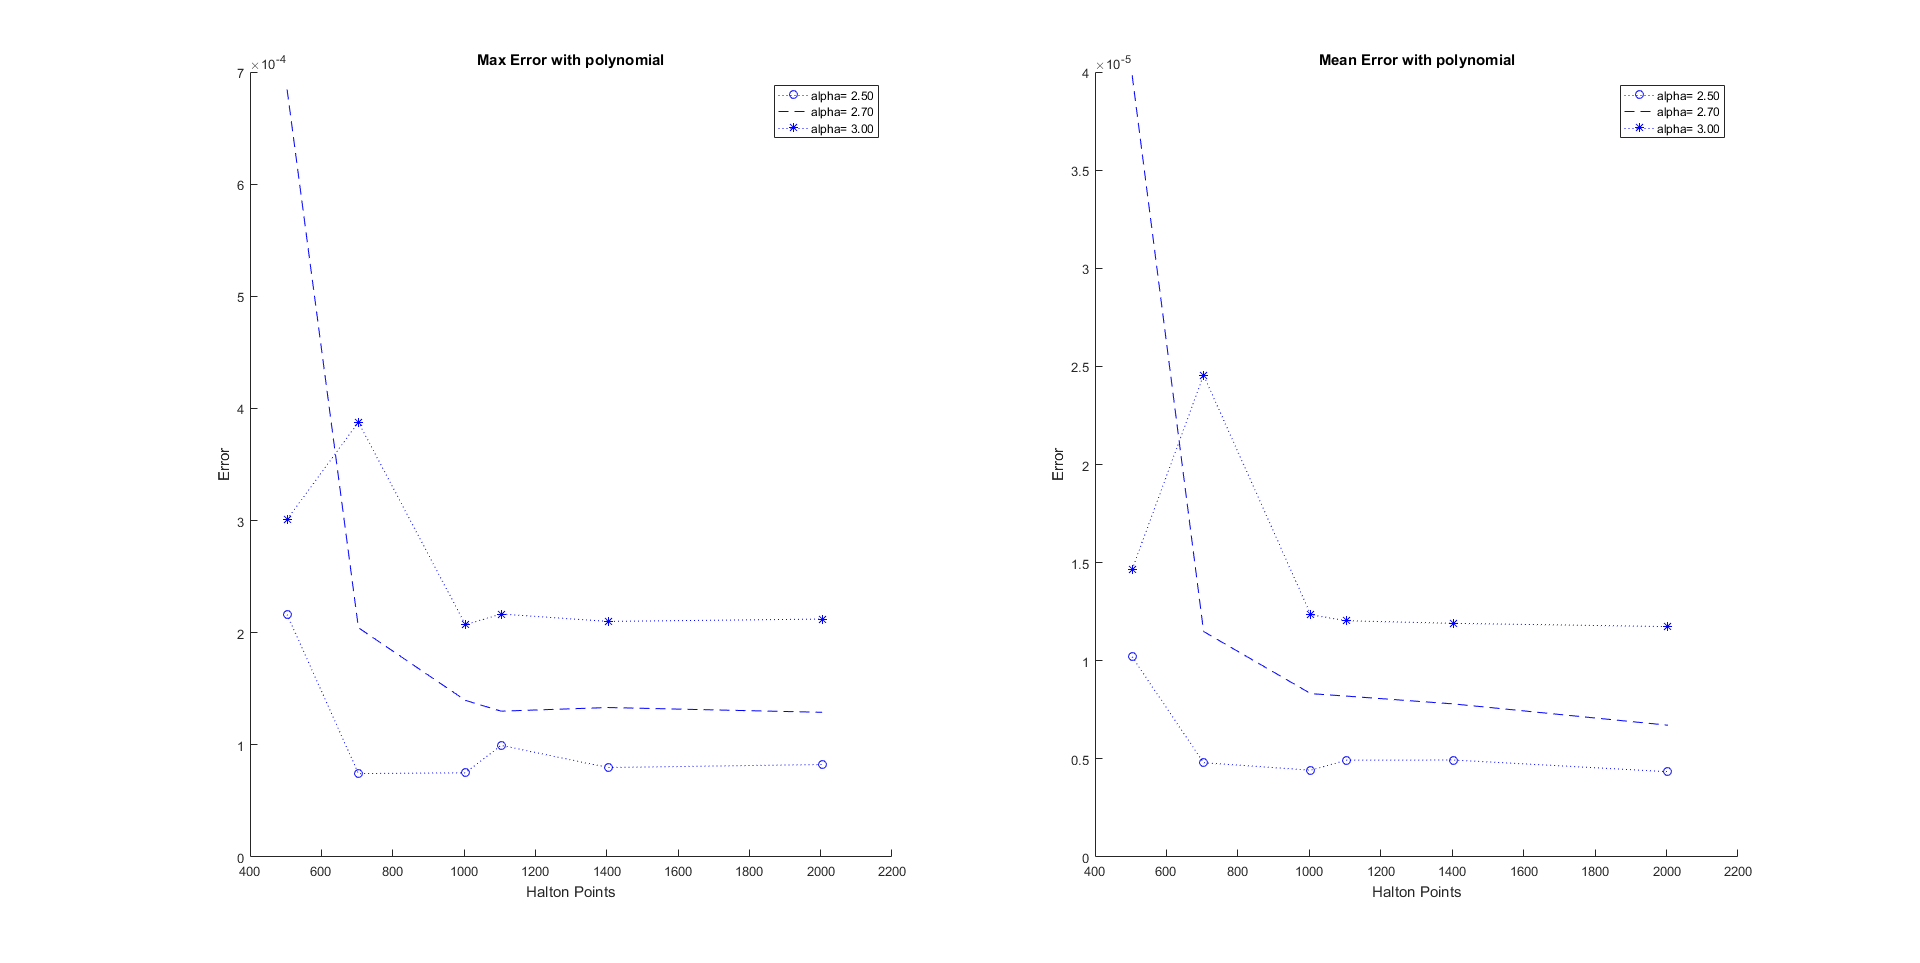 Max Error with polynomial
×10-4
7
6
5
4
3
2
1
0
Error
400 600 800 1000 1200 1400 1600 1800 2000 2200
Halton Points
alpha= 2.50
alpha= 2.70
alpha= 3.00
Mean Error with polynomial
×10-5
4
3.5
3
2.5
2
1.5
1
0.5
0
Error
400 600 800 1000 1200 1400 1600 1800 2000 2200
Halton Points
alpha= 2.50
alpha= 2.70
alpha= 3.00